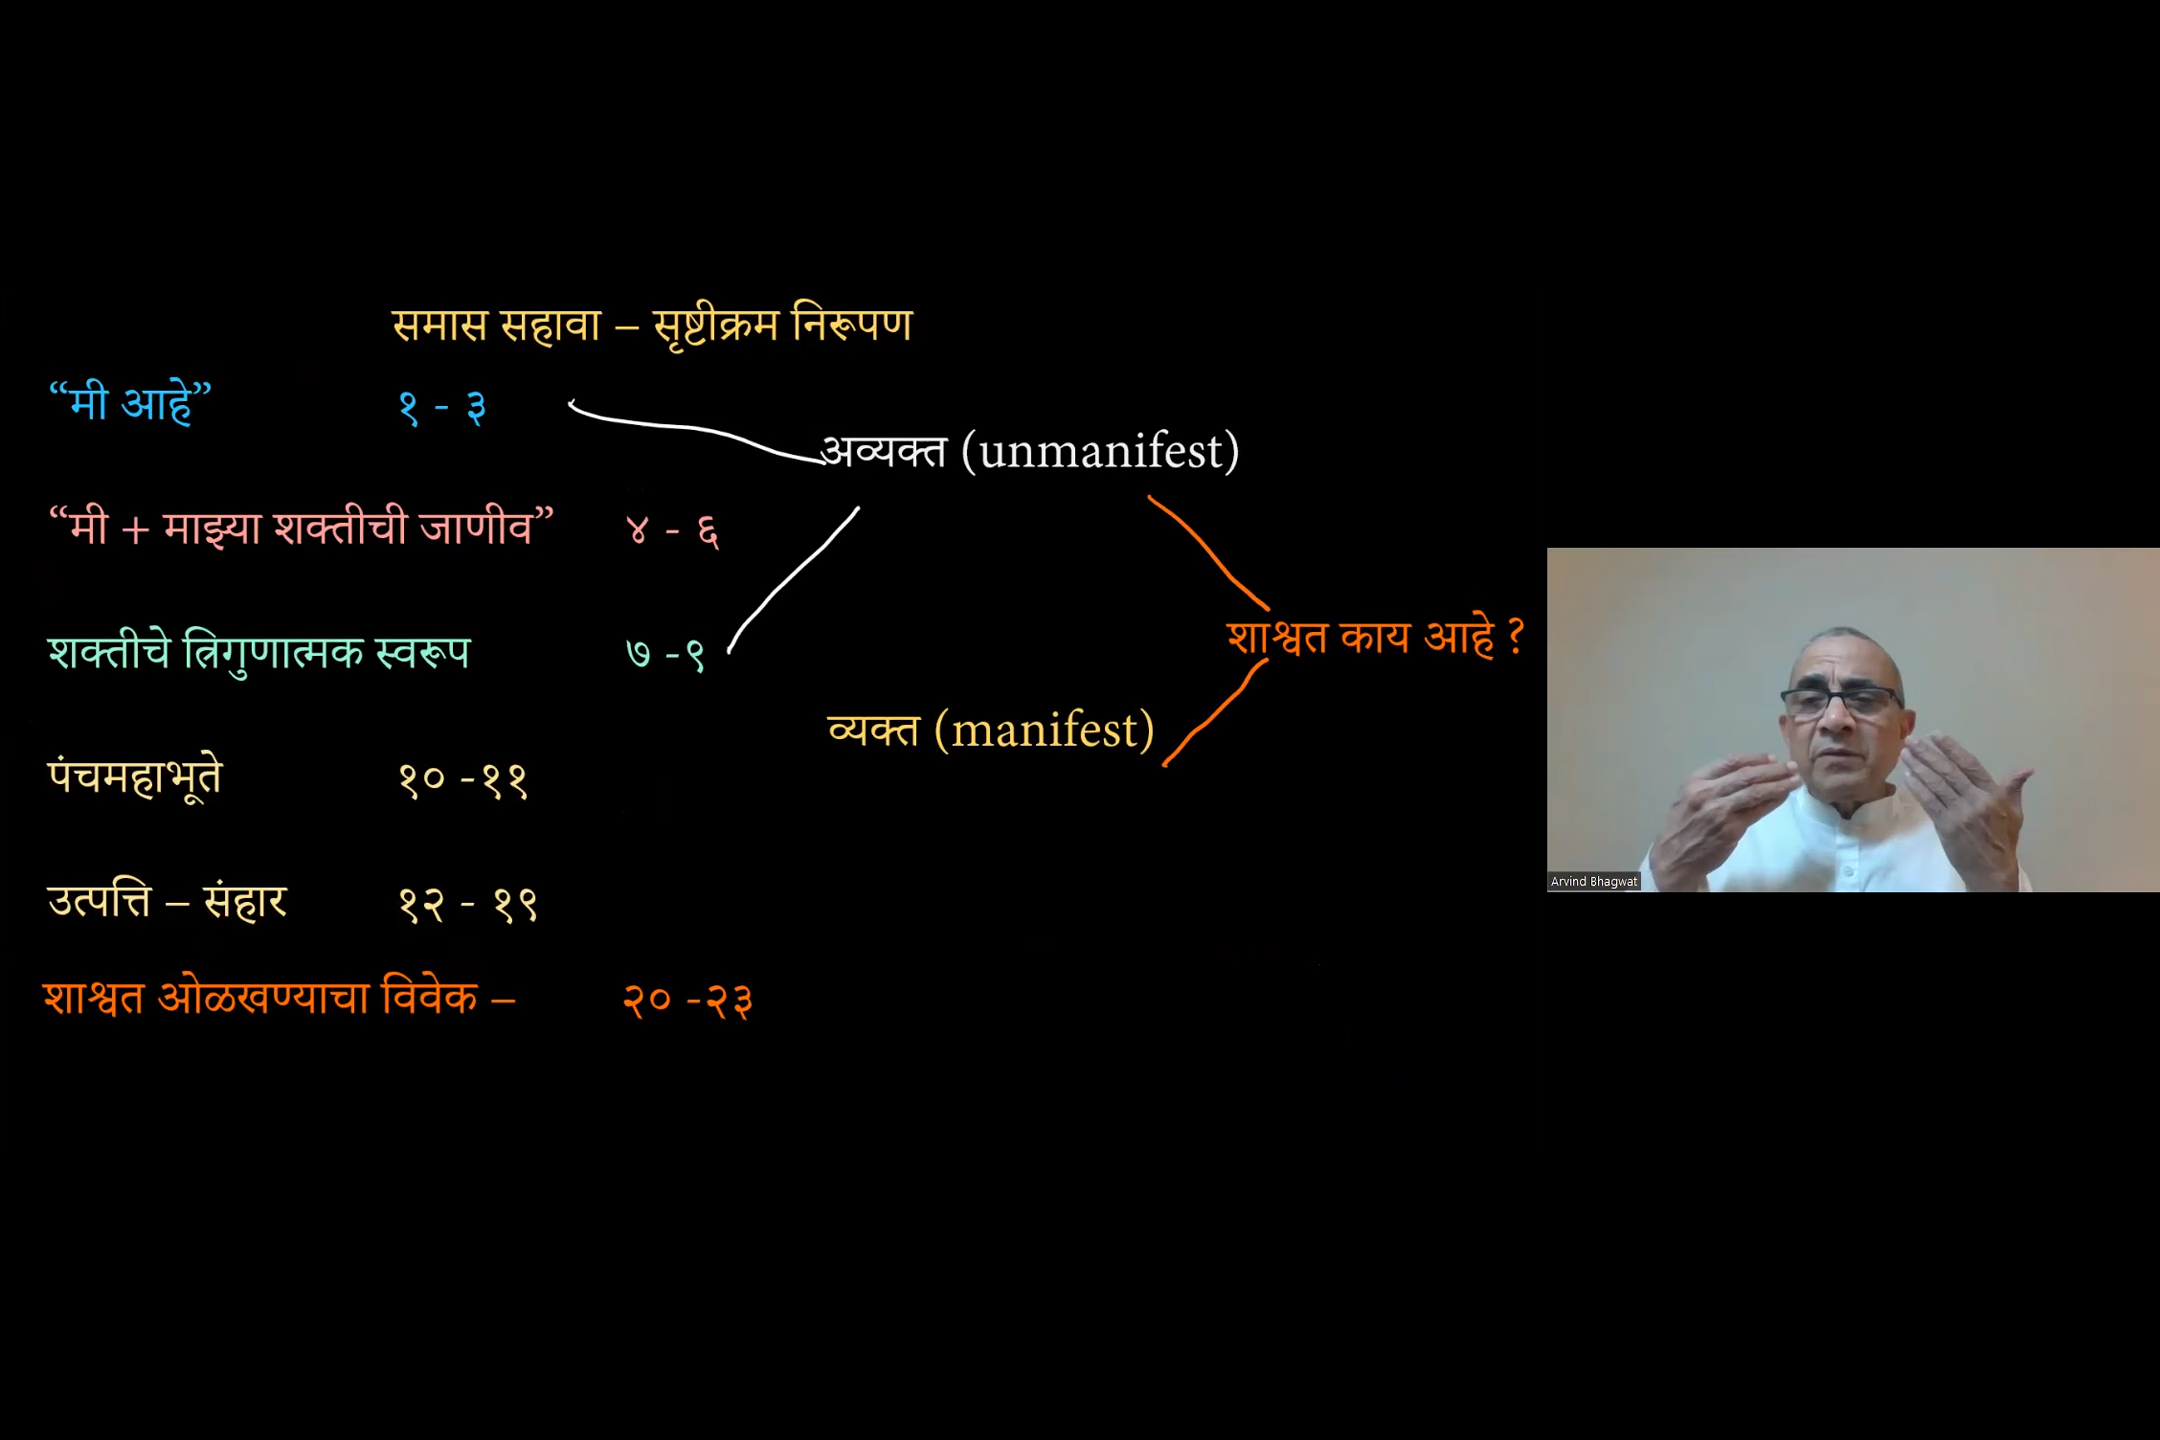 समास सहावा – सृष्टीक्रम निरूपण
“मी आहे” १ - ३
अव्यक्त (unmanifest)
“मी + माझ्या शक्तीची जाणीव” ४ - ६
शक्तीचे त्रिगुणात्मक स्वरूप ७ -९
शाश्वत काय आहे ?
व्यक्त (manifest)
पंचमहाभूते १० -११
उत्पत्ति – संहार १२ - १९
शाश्वत ओळखण्याचा विवेक – २० -२३
Arvind Bhagwat